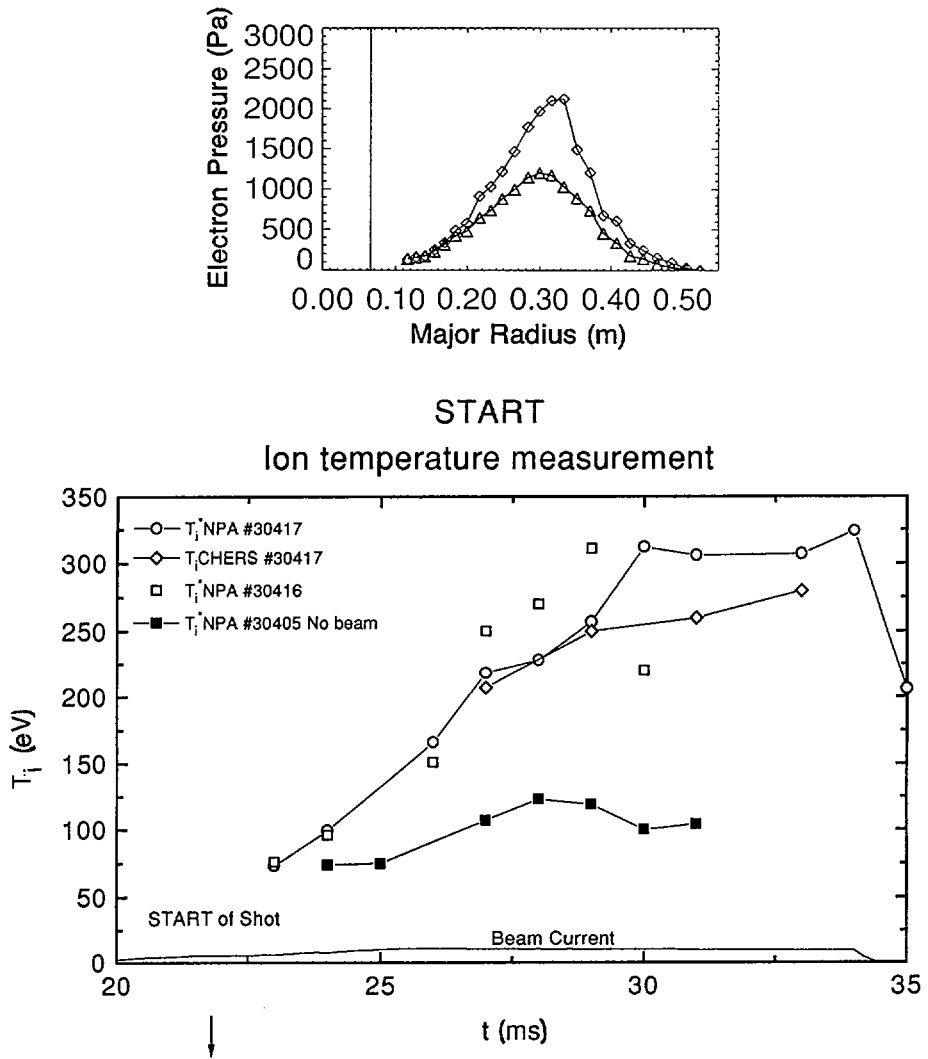 3000
2500
2000
1500
1000
500
0
Electron Pressure (Pa)
0.00 0.10 0.20 0.30 0.40 0.50
Major Radius (m)
START
Ion temperature measurement
350
300
250
200
150
100
50
0
T_i (eV)
T_i^*NPA #30417
T_iCHERS #30417
T_i^*NPA #30416
T_i^*NPA #30405 No beam
START of Shot
Beam Current
20 25 30 35
t (ms)